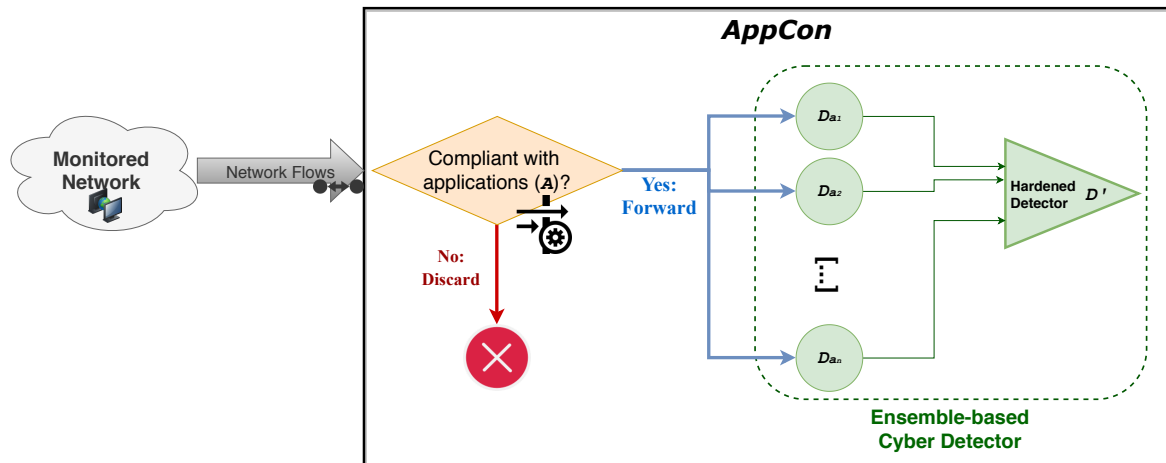 AppCon
Monitored
Network
Network Flows
Compliant with
applications (A)?
Yes:
Forward
No:
Discard
Da1
Da2
[...]
Dan
Hardened
Detector D'
Ensemble-based
Cyber Detector